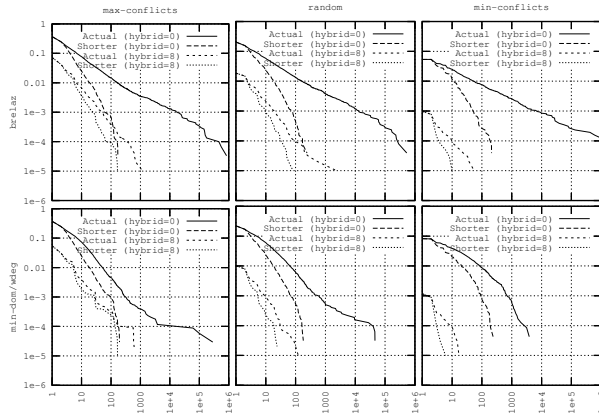 max-conflicts
random
min-conflicts
brelaz
1
0.1
0.01
1e-3
1e-4
1e-5
1e-6
Actual (hybrid=0)
Shorter (hybrid=0)
Actual (hybrid=8)
Shorter (hybrid=8)
Actual (hybrid=0)
Shorter (hybrid=0)
Actual (hybrid=8)
Shorter (hybrid=8)
Actual (hybrid=0)
Shorter (hybrid=0)
Actual (hybrid=8)
Shorter (hybrid=8)
min-dom/wdeg
1
0.1
0.01
1e-3
1e-4
1e-5
1e-6
Actual (hybrid=0)
Shorter (hybrid=0)
Actual (hybrid=8)
Shorter (hybrid=8)
Actual (hybrid=0)
Shorter (hybrid=0)
Actual (hybrid=8)
Shorter (hybrid=8)
Actual (hybrid=0)
Shorter (hybrid=0)
Actual (hybrid=8)
Shorter (hybrid=8)
1
10
100
1000
1e+4
1e+5
1e+6
1
10
100
1000
1e+4
1e+5
1e+6
1
10
100
1000
1e+4
1e+5